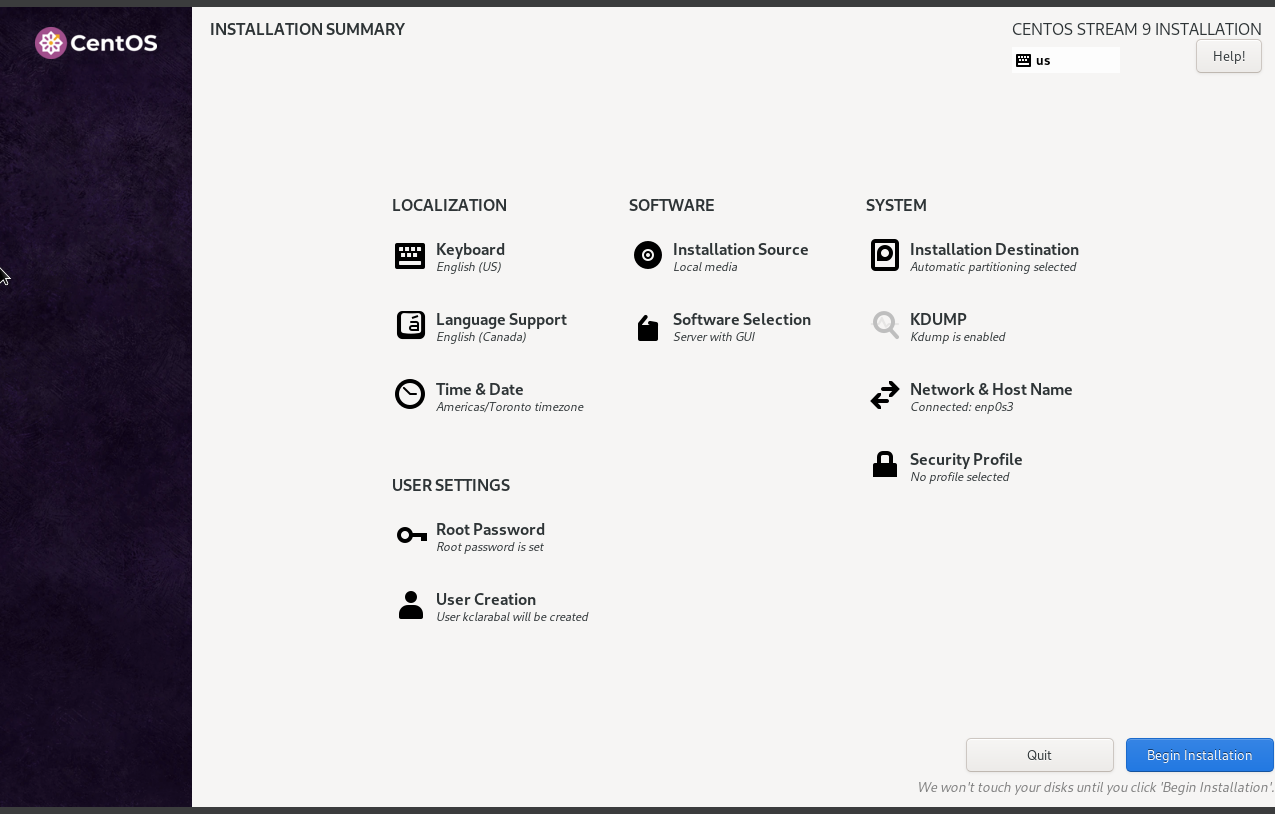 CentOS
INSTALLATION SUMMARY
CENTOS STREAM 9 INSTALLATION
us
Help!
LOCALIZATION
Keyboard
English (US)
Language Support
English (Canada)
Time & Date
Americas/Toronto timezone
USER SETTINGS
Root Password
Root password is set
User Creation
User kclarabal will be created
SOFTWARE
Installation Source
Local media
Software Selection
Server with GUI
SYSTEM
Installation Destination
Automatic partitioning selected
KDUMP
Kdump is enabled
Network & Host Name
Connected: enp0s3
Security Profile
No profile selected
Quit
Begin Installation
We won't touch your disks until you click 'Begin Installation'.